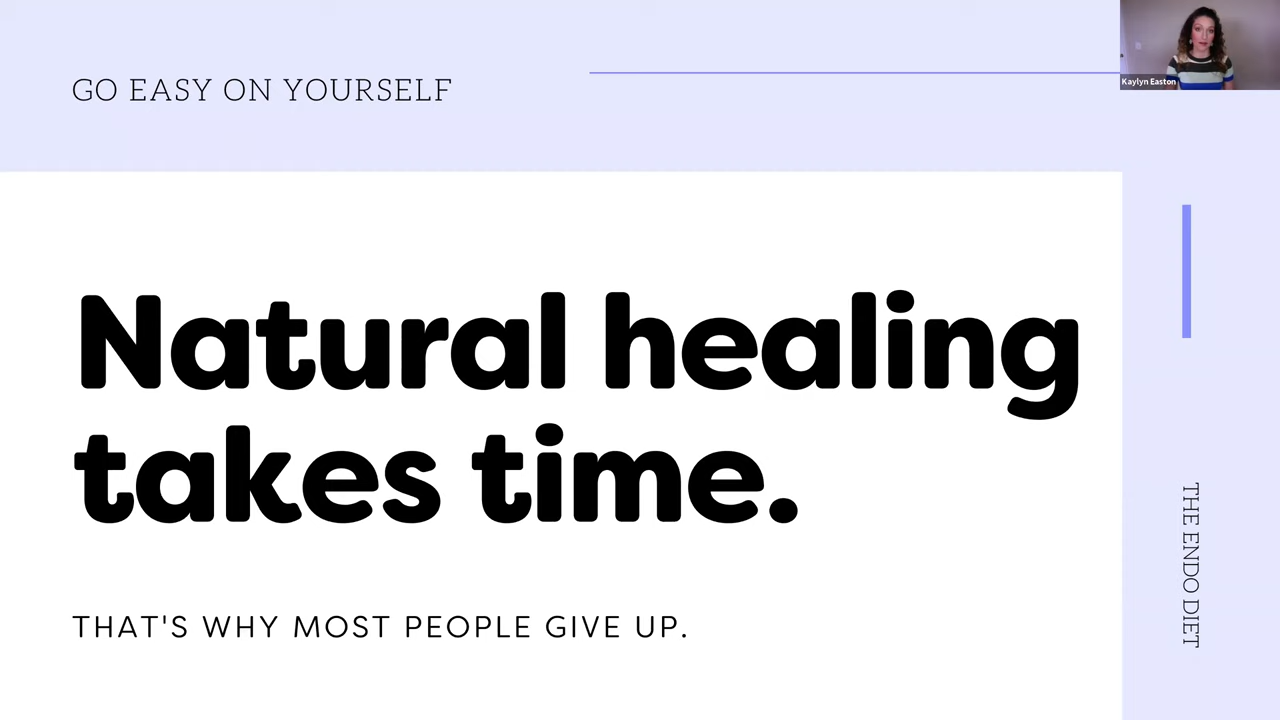 GO EASY ON YOURSELF
Kaylyn Easton
Natural healing
takes time.
THAT'S WHY MOST PEOPLE GIVE UP.
THE ENDO DIET